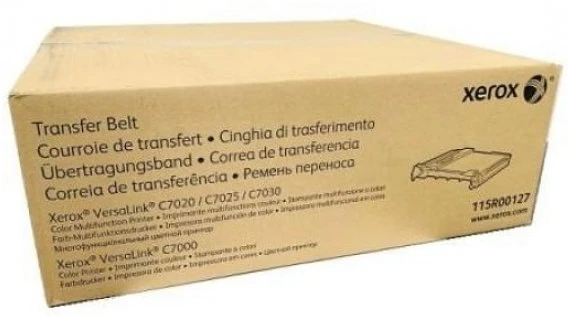 xerox
Transfer Belt
Courroie de transfert • Cinghia di trasferimento
Übertragungsband • Correa de transferencia
Correia de transferência • Ремень переноса
Xerox® VersaLink® C7020 / C7025 / C7030
Color Multifunction Printer • Imprimante multifonctions couleur • Stampante multifunzione a colori
Farb-Multifunktionsdrucker • Impresora multifunción de color • Impressora multifuncional em cores
Многофункциональный цветной принтер
Xerox® VersaLink® C7000
Color Printer • Imprimante couleur • Stampante a colori
Farbdrucker • Impresora de color • Impressora em cores • Цветной принтер
115R00127
www.xerox.com